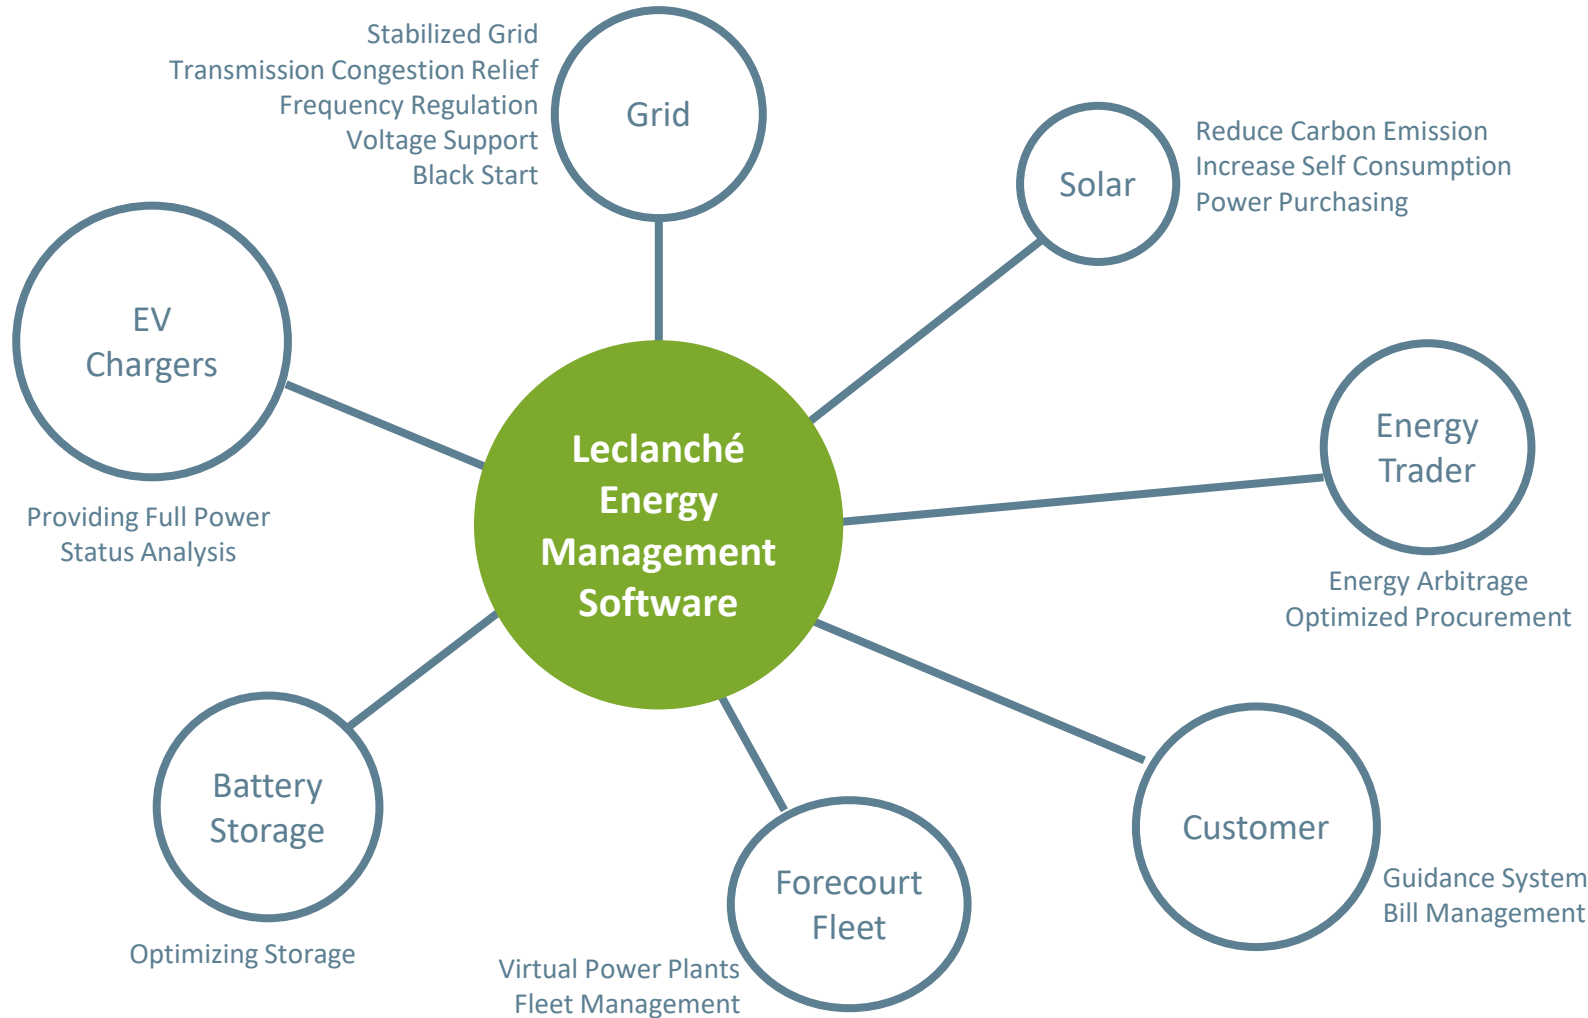 Stabilized Grid
Transmission Congestion Relief
Frequency Regulation
Voltage Support
Black Start
Grid
Solar
Reduce Carbon Emission
Increase Self Consumption
Power Purchasing
EV
Chargers
Providing Full Power
Status Analysis
Leclanché
Energy
Management
Software
Energy
Trader
Energy Arbitrage
Optimized Procurement
Battery
Storage
Optimizing Storage
Forecourt
Fleet
Virtual Power Plants
Fleet Management
Customer
Guidance System
Bill Management